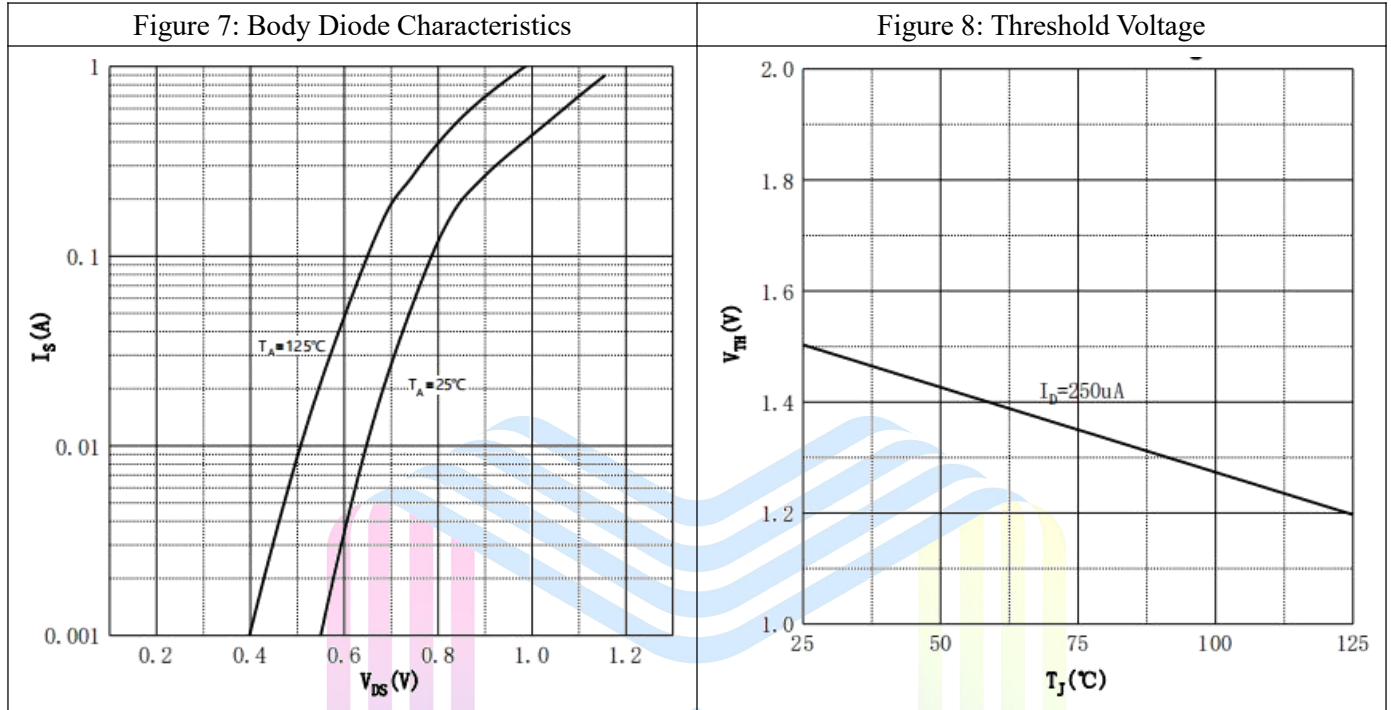 Figure 7: Body Diode Characteristics
1
0.1
0.01
0.001
I_S(A)
T_A=125℃
T_A=25℃
0.2 0.4 0.6 0.8 1.0 1.2
V_DS(V)
Figure 8: Threshold Voltage
2.0
1.8
1.6
1.4
1.2
1.0
V_TH(V)
I_D=250uA
25 50 75 100 125
T_J(℃)